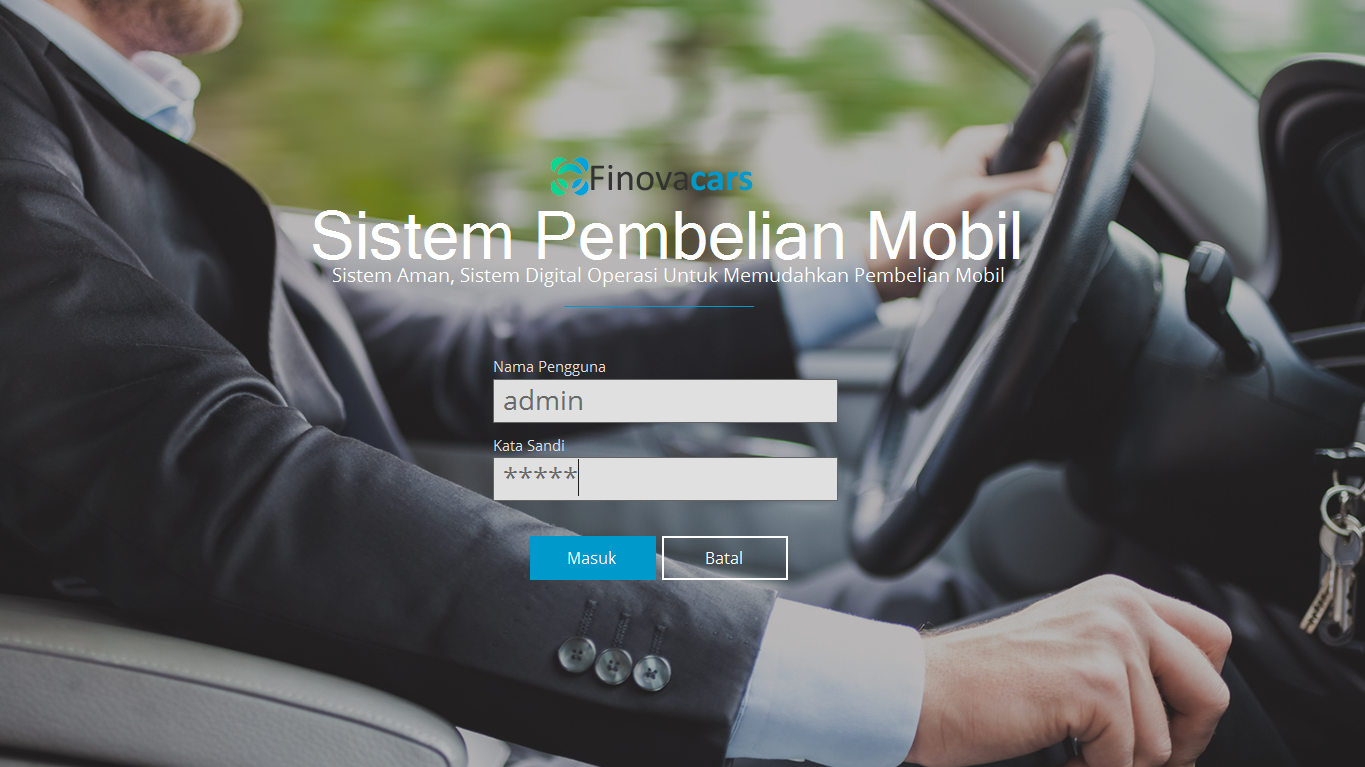 Finovacars
Sistem Pembelian Mobil
Sistem Aman, Sistem Digital Operasi Untuk Memudahkan Pembelian Mobil
Nama Pengguna
admin
Kata Sandi
*****
Masuk
Batal